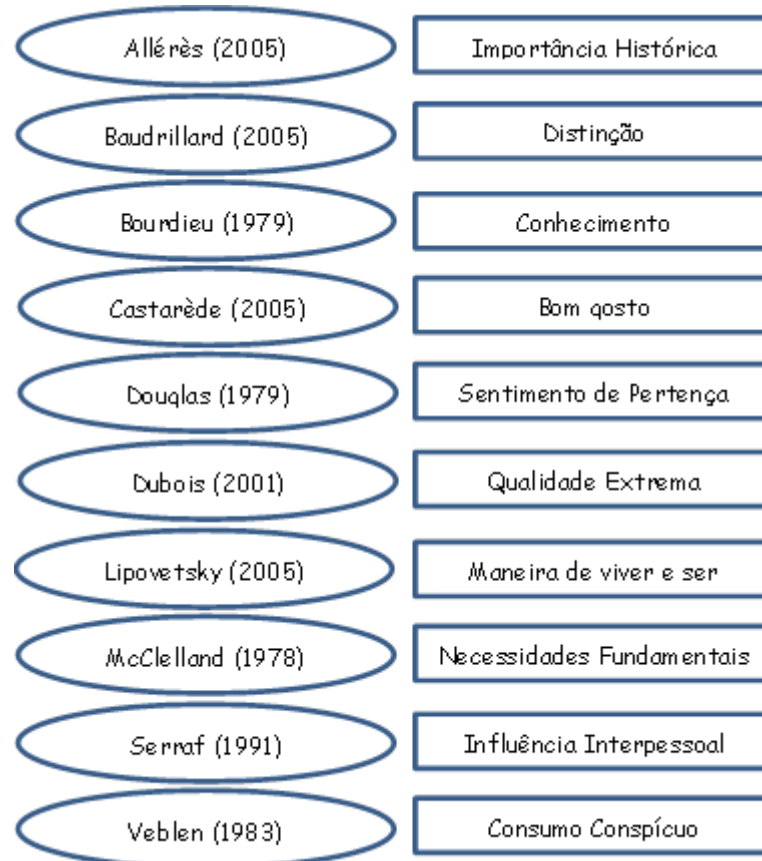 Allérès (2005) Importância Histórica
Baudrillard (2005) Distinção
Bourdieu (1979) Conhecimento
Castarède (2005) Bom gosto
Douglas (1979) Sentimento de Pertença
Dubois (2001) Qualidade Extrema
Lipovetsky (2005) Maneira de viver e ser
McClelland (1978) Necessidades Fundamentais
Serraf (1991) Influência Interpessoal
Veblen (1983) Consumo Conspícuo